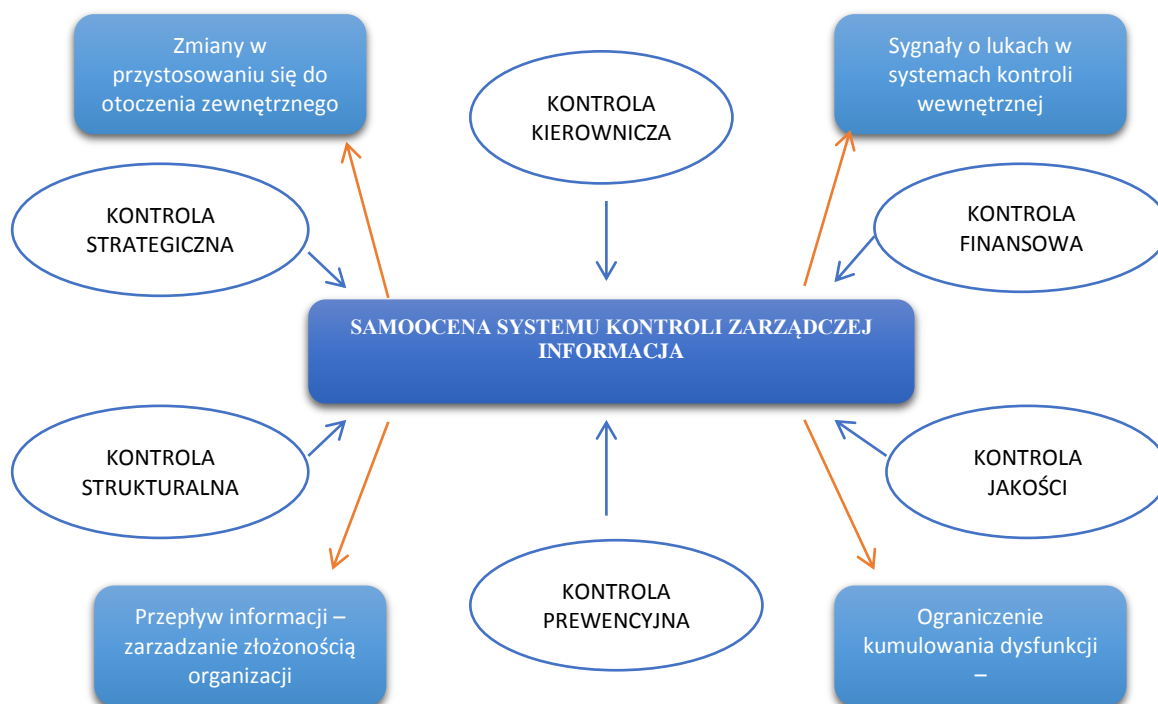 Zmiany w
przystosowaniu się do
otoczenia zewnętrznego
KONTROLA
KIEROWNICZA
Sygnały o lukach w
systemach kontroli
wewnętrznej
KONTROLA
STRATEGICZNA
KONTROLA
FINANSOWA
SAMOOCENA SYSTEMU KONTROLI ZARZĄDCZEJ
INFORMACJA
KONTROLA
STRUKTURALNA
KONTROLA
JAKOŚCI
Przepływ informacji –
zarzadzanie złożonością
organizacji
KONTROLA
PREWENCYJNA
Ograniczenie
kumulowania dysfunkcji
–